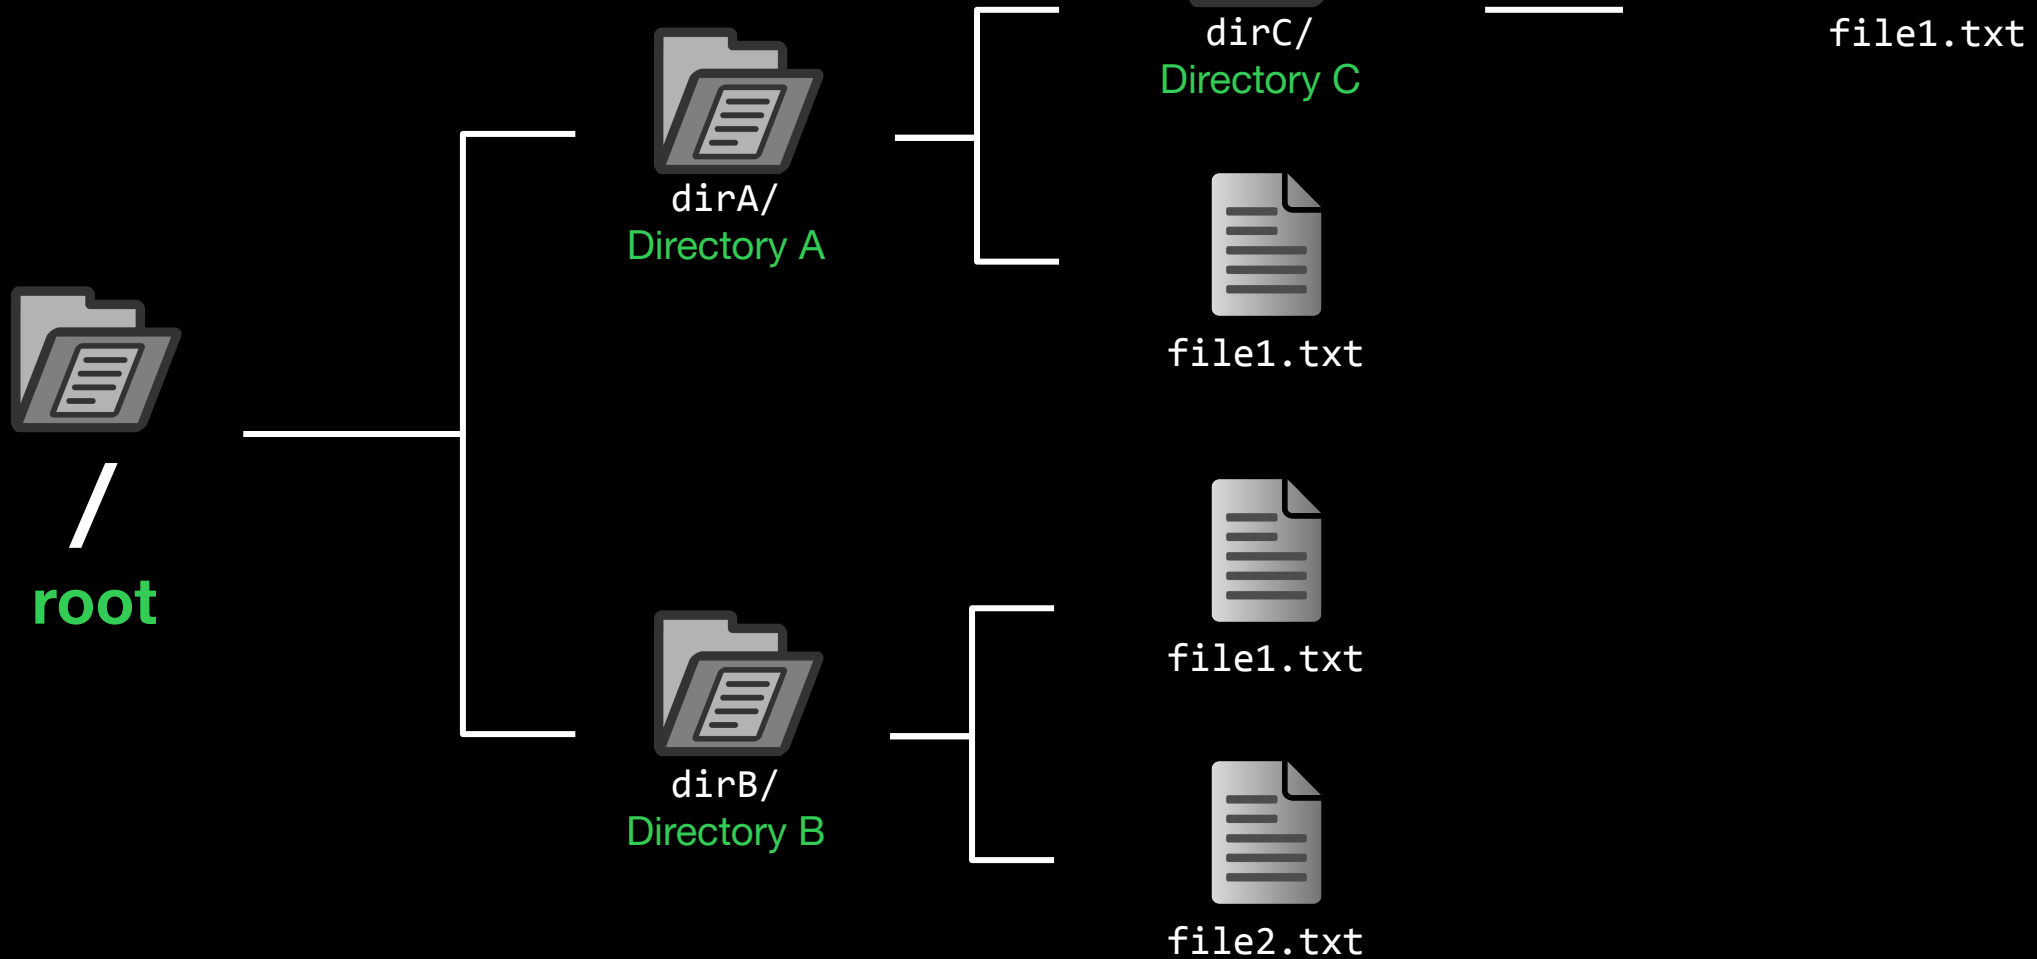 dirC/
Directory C
file1.txt
dirA/
Directory A
file1.txt
/
root
file1.txt
dirB/
Directory B
file2.txt